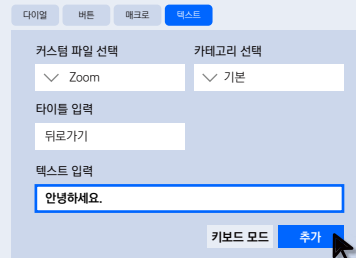 다이얼 버튼 매크로 텍스트
커스텀 파일 선택 카테고리 선택
Zoom 기본
타이틀 입력
뒤로가기
텍스트 입력
안녕하세요.
키보드 모드 추가